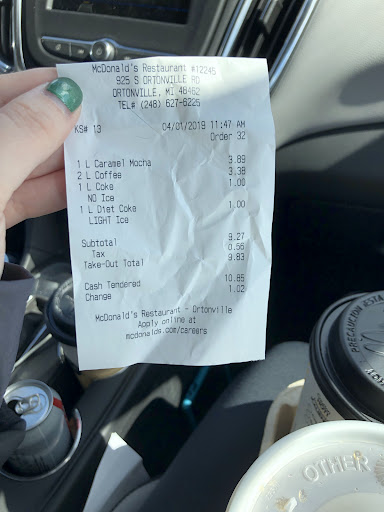 McDonald's Restaurant #12245
925 S ORTONVILLE RD
ORTONVILLE, MI 48462
TEL# (248) 627-6225
KS# 13 04/01/2019 11:47 AM
Order 32
1 L Caramel Mocha 3.89
2 L Coffee 3.38
1 L Coke 1.00
NO Ice
1 L Diet Coke 1.00
LIGHT Ice
Subtotal 9.27
Tax 0.56
Take-Out Total 9.83
Cash Tendered 10.85
Change 1.02
McDonald's Restaurant - Ortonville
Apply online at
mcdonalds.com/careers
OTHER